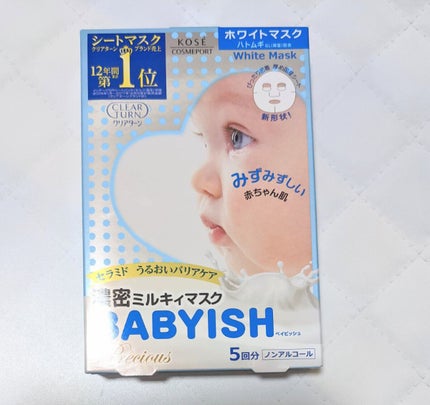 シートマスク
クリアターン ブランド売上
12年間
第1位
KOSÉ
COSMEPORT
ホワイトマスク
White Mask
CLEAR
TURN
クリアターン
新形状!
みずみずしい
赤ちゃん肌
セラミド うるおいバリアケア
濃密ミルキィマスク
BABYISH
ベイビッシュ
Precious
5回分 ノンアルコール